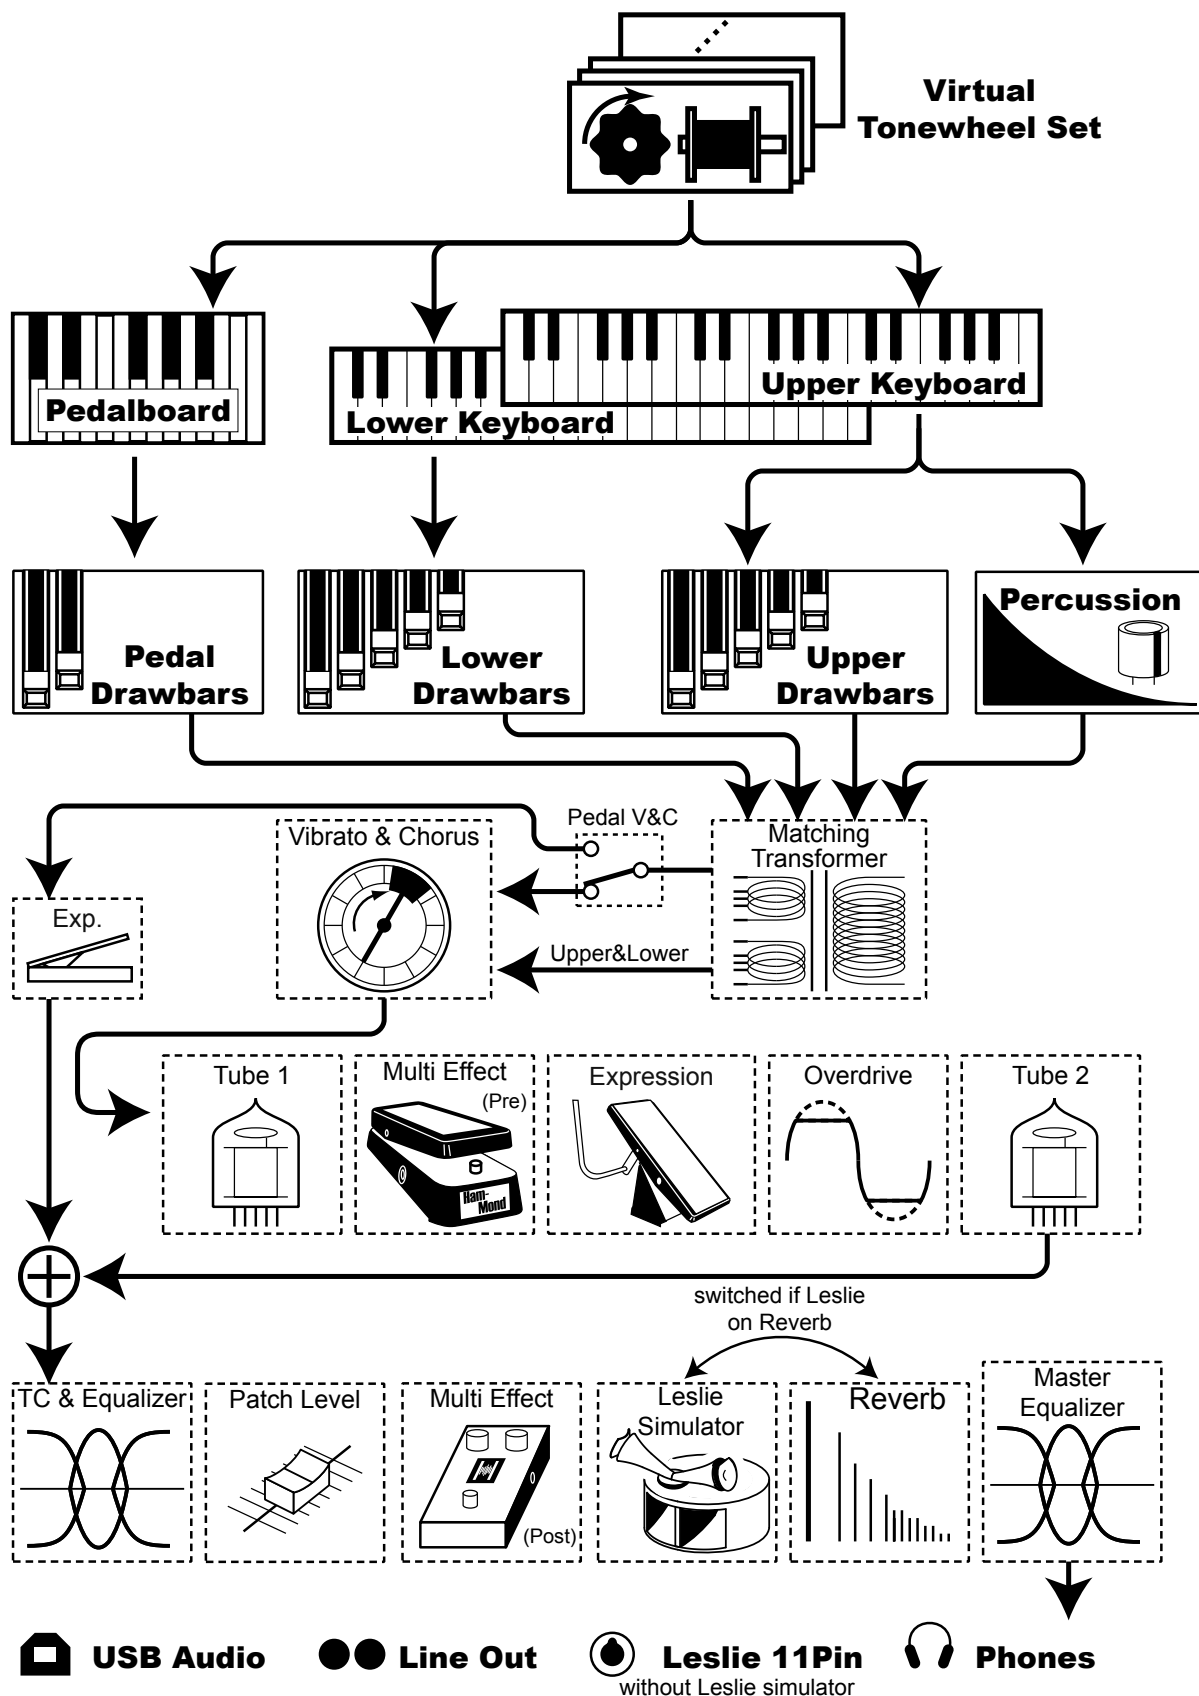 Virtual
Tonewheel Set
Pedalboard
Lower Keyboard
Upper Keyboard
Pedal
Drawbars
Lower
Drawbars
Upper
Drawbars
Percussion
Pedal V&C
Vibrato & Chorus
Matching
Transformer
Exp.
Upper&Lower
Tube 1
Multi Effect
(Pre)
Ham-
Mond
Expression
Overdrive
Tube 2
switched if Leslie
on Reverb
TC & Equalizer
Patch Level
Multi Effect
(Post)
Leslie
Simulator
Reverb
Master
Equalizer
USB Audio
Line Out
Leslie 11Pin
without Leslie simulator
Phones